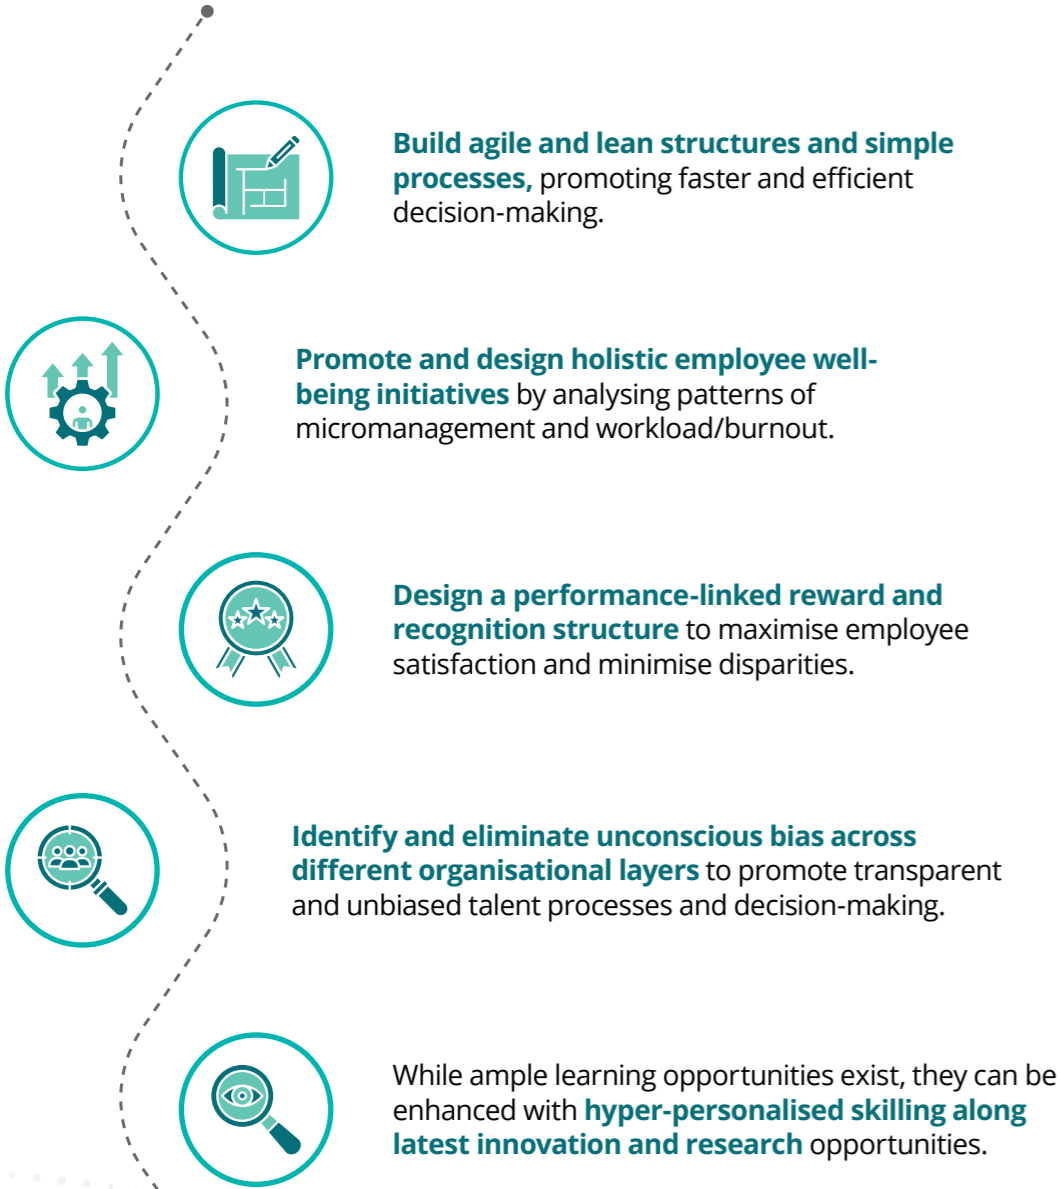 Build agile and lean structures and simple
processes, promoting faster and efficient
decision-making.
Promote and design holistic employee well-
being initiatives by analysing patterns of
micromanagement and workload/burnout.
Design a performance-linked reward and
recognition structure to maximise employee
satisfaction and minimise disparities.
Identify and eliminate unconscious bias across
different organisational layers to promote transparent
and unbiased talent processes and decision-making.
While ample learning opportunities exist, they can be
enhanced with hyper-personalised skilling along
latest innovation and research opportunities.